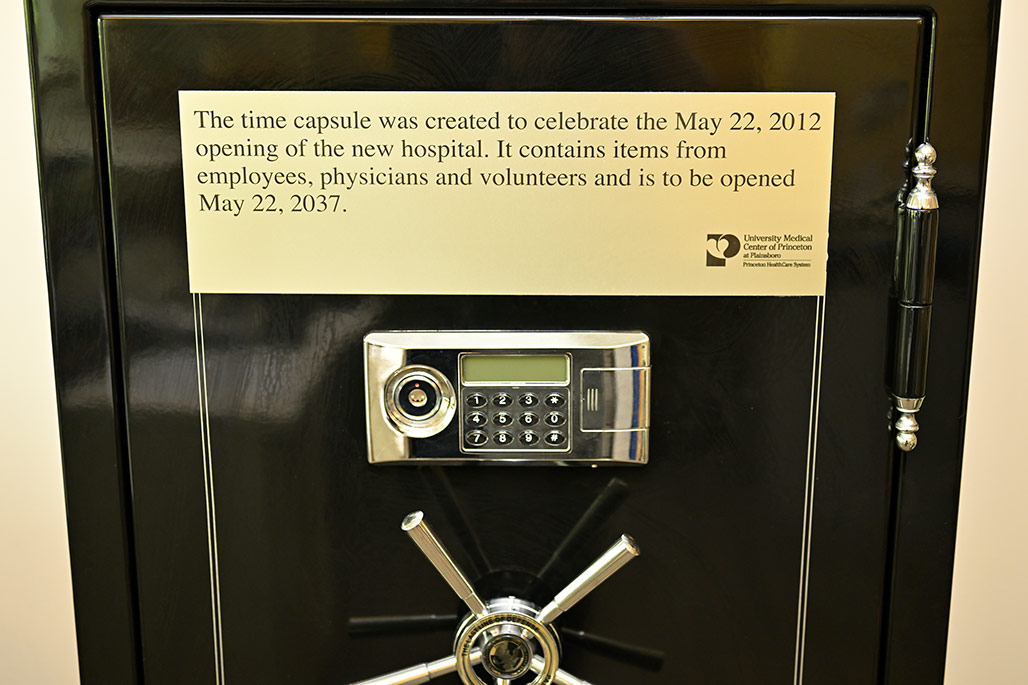 The time capsule was created to celebrate the May 22, 2012
opening of the new hospital. It contains items from
employees, physicians and volunteers and is to be opened
May 22, 2037.
University Medical
Center of Princeton
at Plainsboro
Princeton HealthCare System
1 2 3 *
4 5 6 0
7 8 9 #